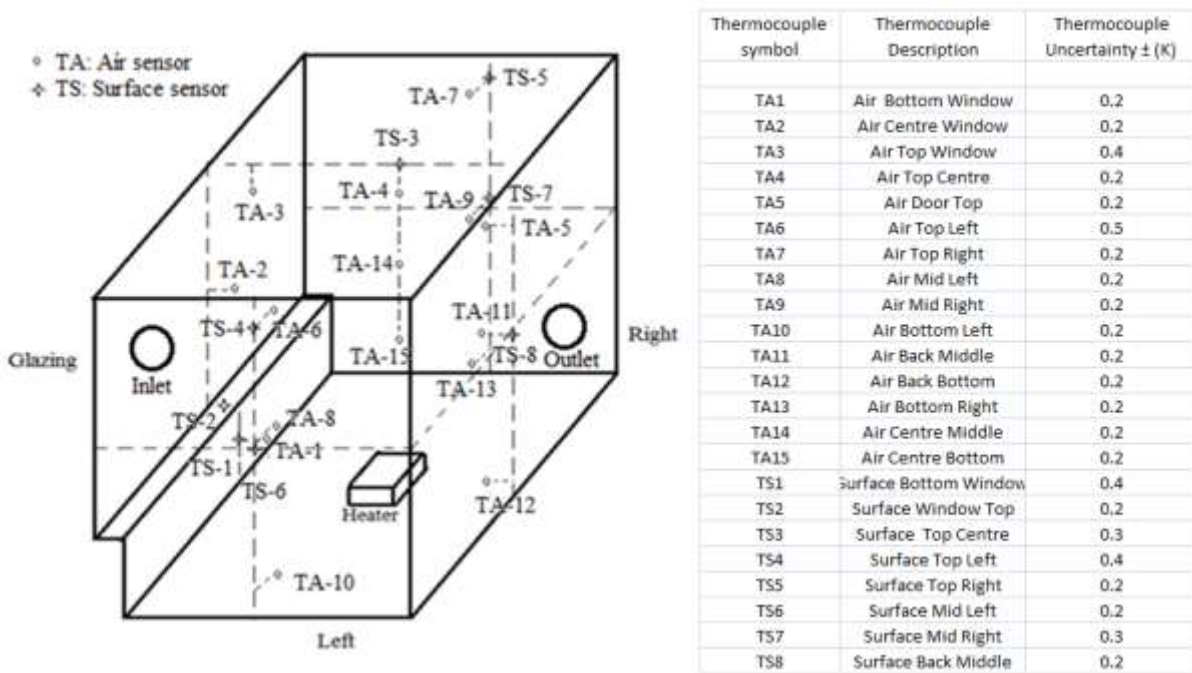 TA: Air sensor
TS: Surface sensor
TS-5
TA-7
TS-3
TA-4
TS-7
TA-3
TA-9
TA-5
TA-2
TA-14
TS-4
TA-6
TA-11
Right
Glazing
TA-15
TS-8
Outlet
Inlet
TA-13
TS-2
TA-8
TS-1
TA-1
TS-6
TA-12
Heater
TA-10
Left
Thermocouple symbol Thermocouple Description Thermocouple Uncertainty ± (K)
TA1 Air Bottom Window 0.2
TA2 Air Centre Window 0.2
TA3 Air Top Window 0.4
TA4 Air Top Centre 0.2
TA5 Air Door Top 0.2
TA6 Air Top Left 0.5
TA7 Air Top Right 0.2
TA8 Air Mid Left 0.2
TA9 Air Mid Right 0.2
TA10 Air Bottom Left 0.2
TA11 Air Back Middle 0.2
TA12 Air Back Bottom 0.2
TA13 Air Bottom Right 0.2
TA14 Air Centre Middle 0.2
TA15 Air Centre Bottom 0.2
TS1 Surface Bottom Window 0.4
TS2 Surface Window Top 0.2
TS3 Surface Top Centre 0.3
TS4 Surface Top Left 0.4
TS5 Surface Top Right 0.2
TS6 Surface Mid Left 0.2
TS7 Surface Mid Right 0.3
TS8 Surface Back Middle 0.2